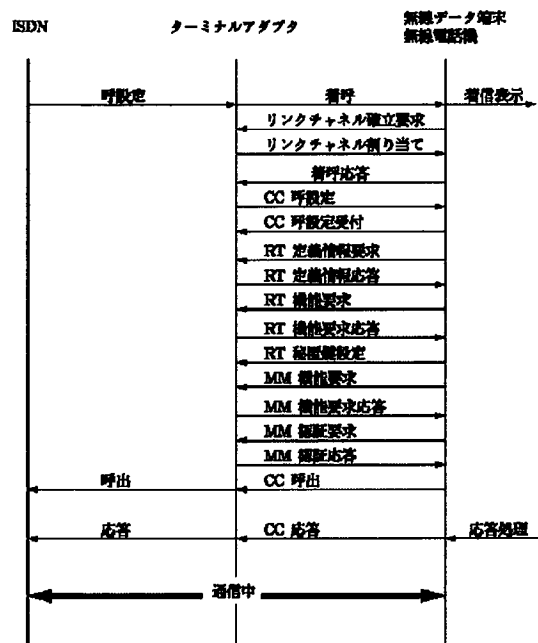 ISDN
ターミナルアダプタ
無線データ端末
無線電話機
呼設定
着呼
着信表示
リンクチャネル確立要求
リンクチャネル割り当て
着呼応答
CC 呼設定
CC 呼設定受付
RT 定義情報要求
RT 定義情報応答
RT 機能要求
RT 機能要求応答
RT 秘匿鍵設定
MM 機能要求
MM 機能要求応答
MM 認証要求
MM 認証応答
呼出
CC 呼出
応答
CC 応答
応答処理
通信中